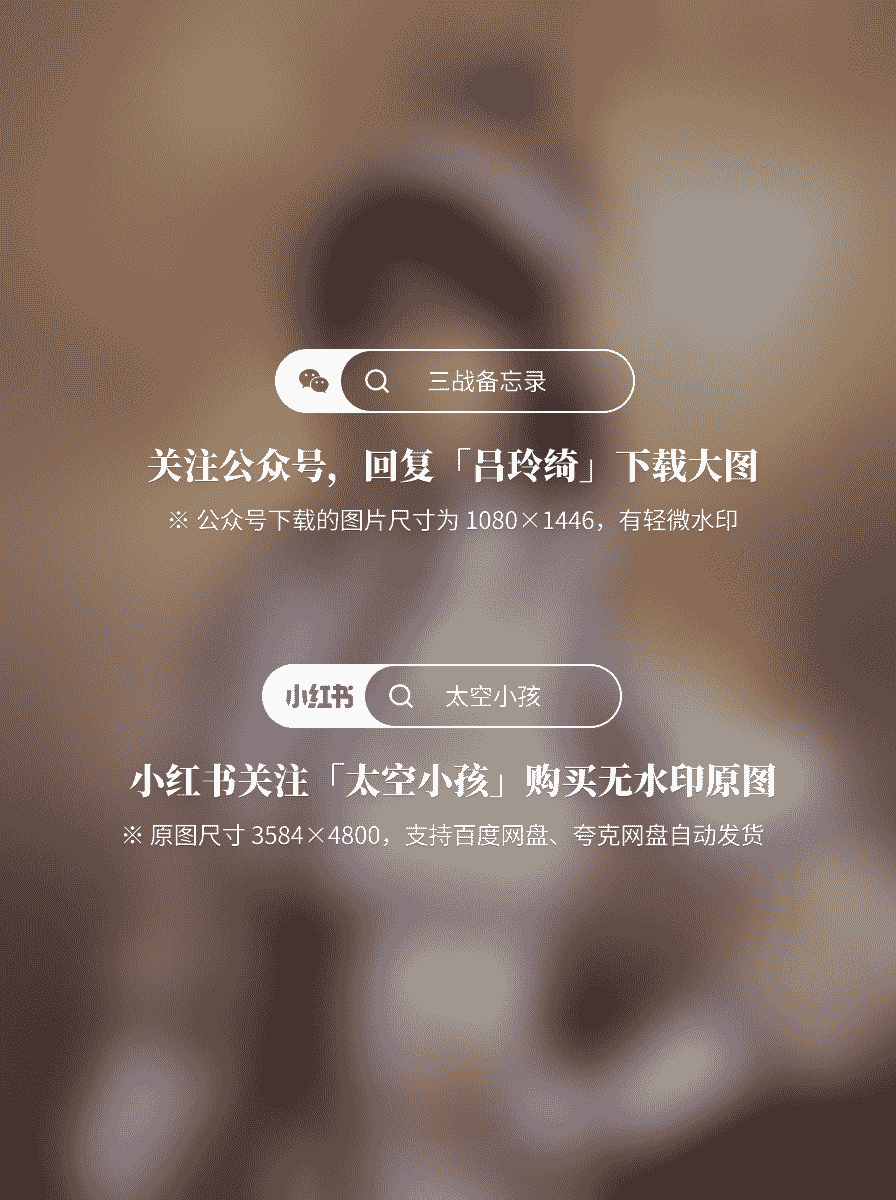 三战备忘录
关注公众号，回复「吕玲绮」下载大图
※ 公众号下载的图片尺寸为 1080×1446，有轻微水印
小红书 太空小孩
小红书关注「太空小孩」购买无水印原图
※ 原图尺寸 3584×4800，支持百度网盘、夸克网盘自动发货